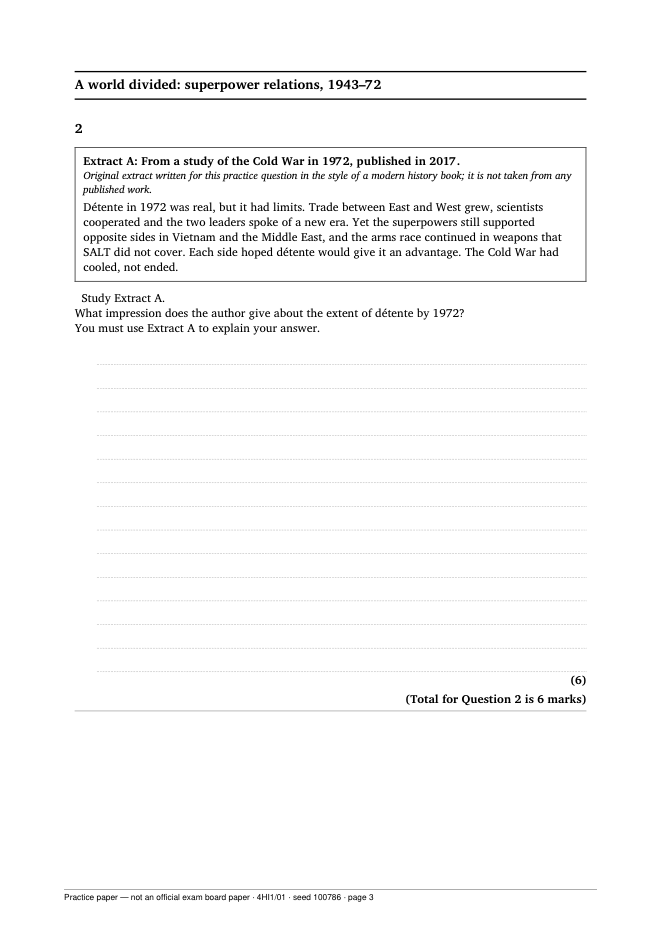 A world divided: superpower relations, 1943–72
2
Extract A: From a study of the Cold War in 1972, published in 2017.
Original extract written for this practice question in the style of a modern history book; it is not taken from any
published work.
Détente in 1972 was real, but it had limits. Trade between East and West grew, scientists
cooperated and the two leaders spoke of a new era. Yet the superpowers still supported
opposite sides in Vietnam and the Middle East, and the arms race continued in weapons that
SALT did not cover. Each side hoped détente would give it an advantage. The Cold War had
cooled, not ended.
Study Extract A.
What impression does the author give about the extent of détente by 1972?
You must use Extract A to explain your answer.
(6)
(Total for Question 2 is 6 marks)
Practice paper — not an official exam board paper · 4HI1/01 · seed 100786 · page 3